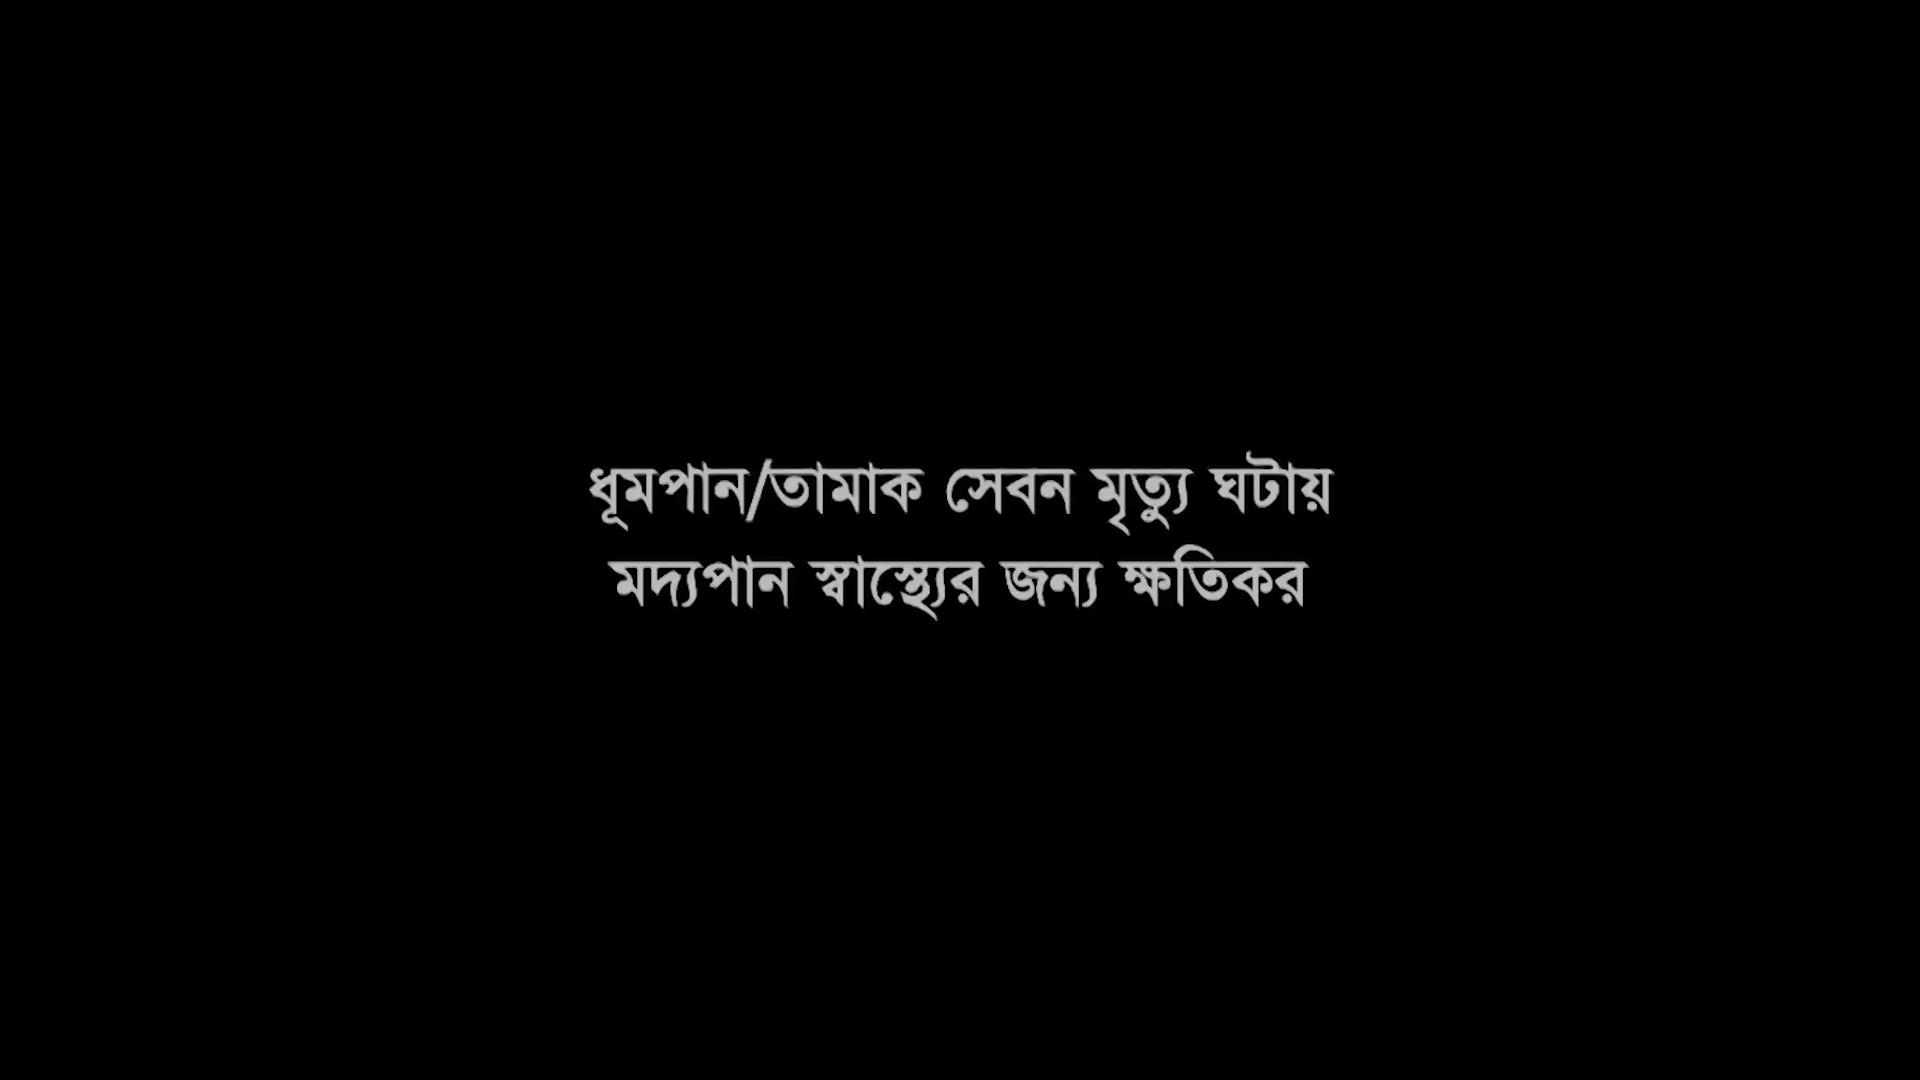 ধূমপান/তামাক সেবন মৃত্যু ঘটায়
মদ্যপান স্বাস্থ্যের জন্য ক্ষতিকর